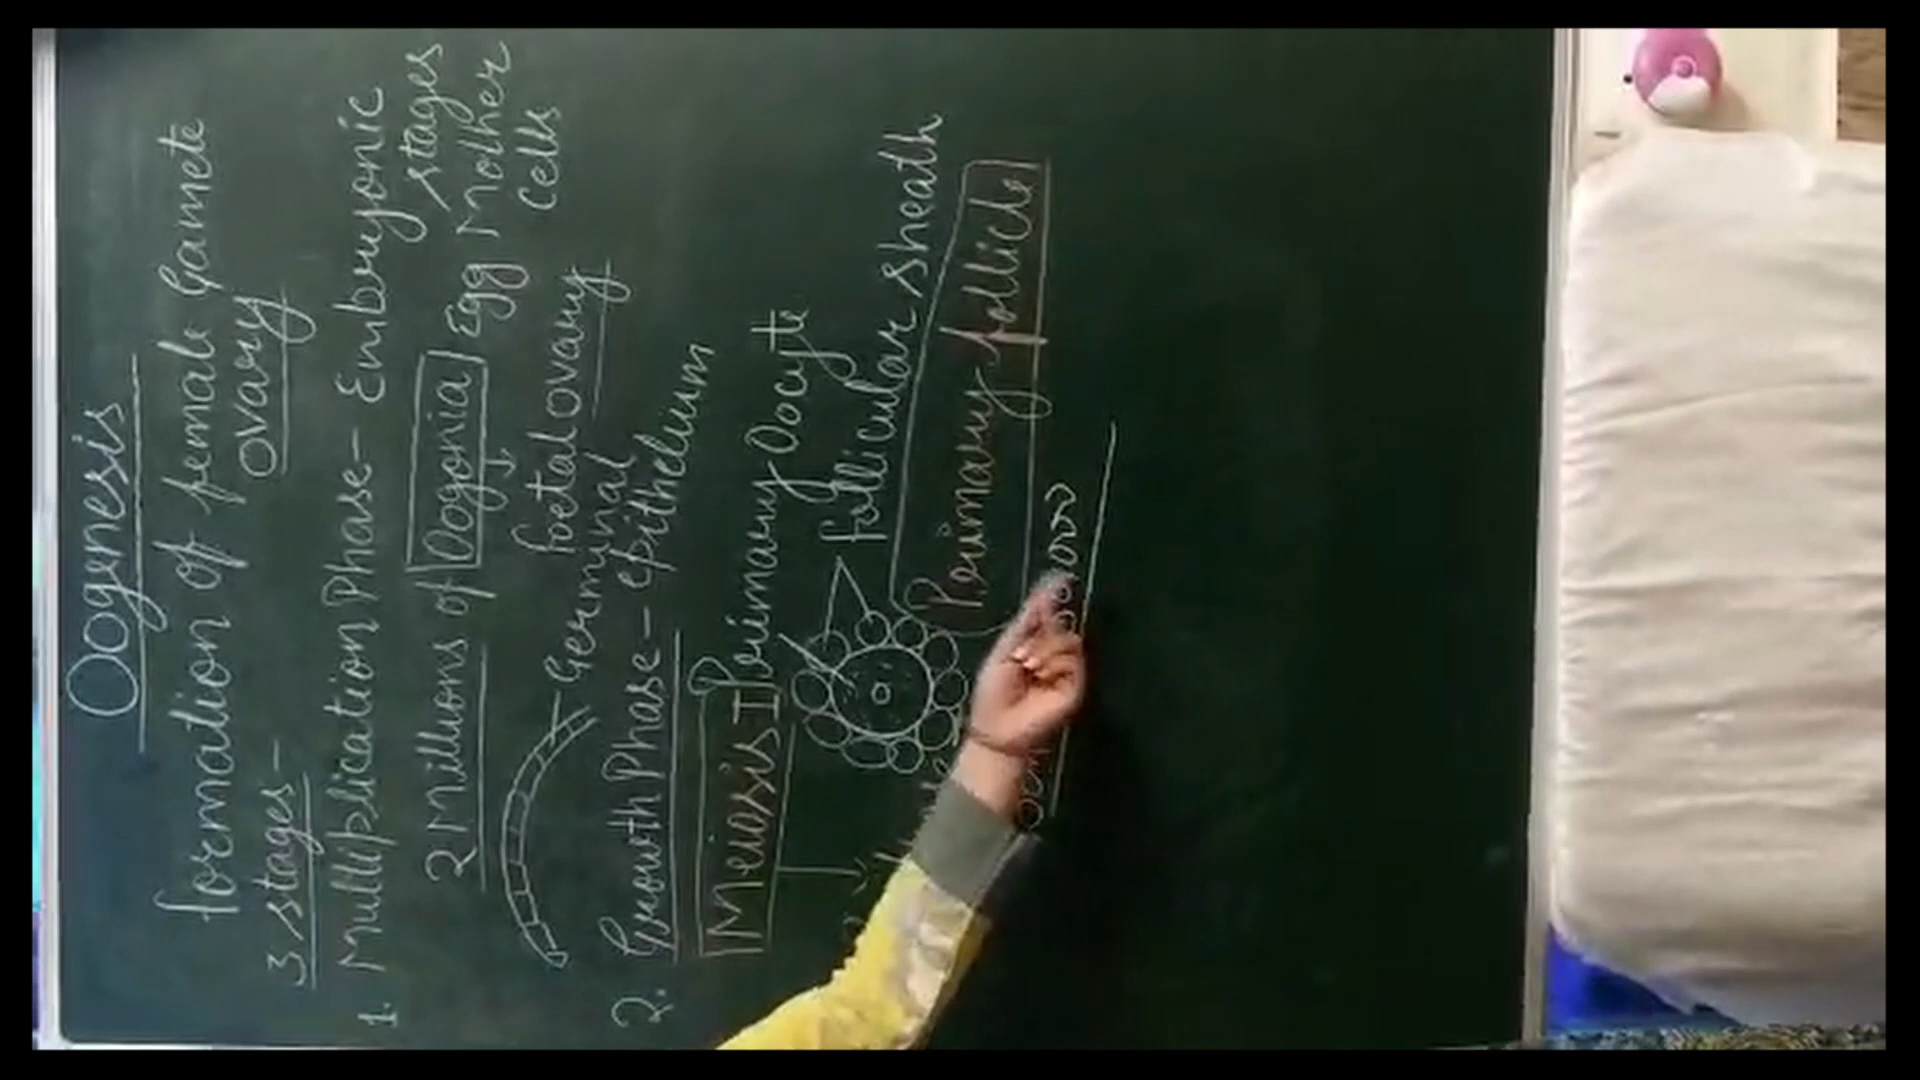 Oogenesis
formation of female Gamete
ovary
3 stages -
1. Multiplication Phase - Embryonic
stages
2 Millions of Oogonia Egg Mother
cells
foetal ovary
Germinal
epithelum
2. Growth Phase -
Meiosis I Primary Oocyte
follicular sheath
Primary follicle